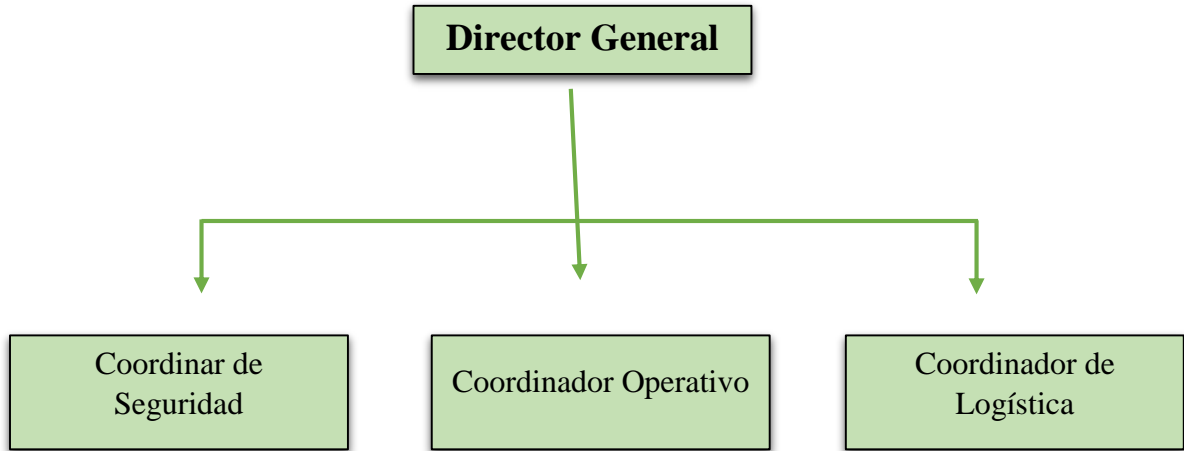 Director General
Coordinar de
Seguridad
Coordinador Operativo
Coordinador de
Logística